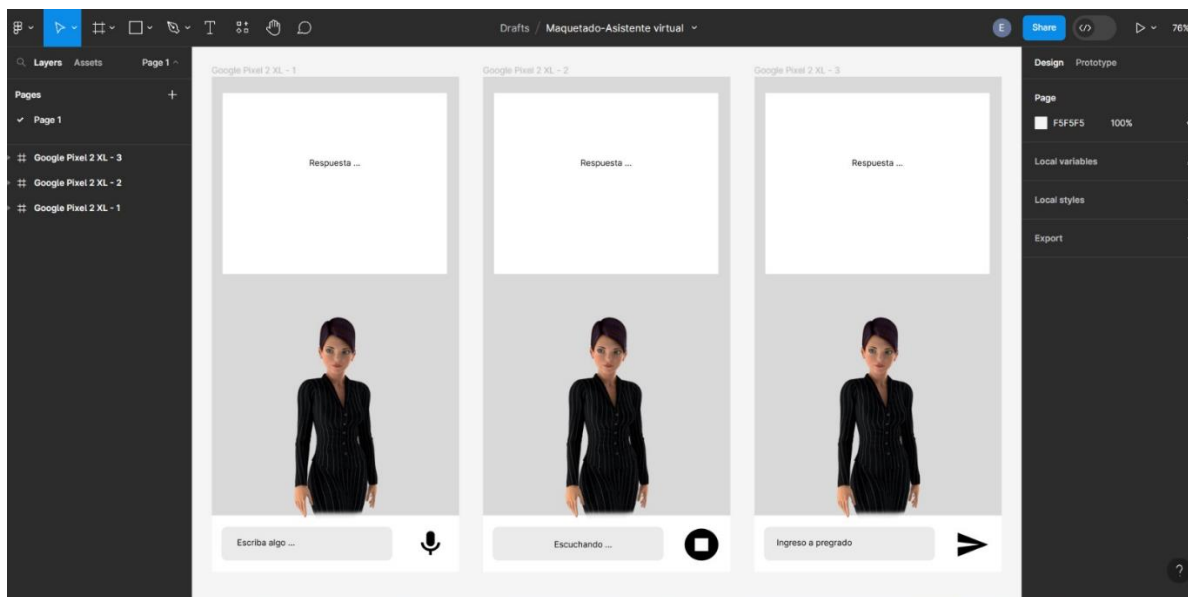 Drafts / Maquetado-Asistente virtual
E
Share
76%
Layers Assets Page 1
Pages
Page 1
Google Pixel 2 XL - 3
Google Pixel 2 XL - 2
Google Pixel 2 XL - 1
Google Pixel 2 XL - 1
Respuesta ...
Escriba algo ...
Google Pixel 2 XL - 2
Respuesta ...
Escuchando ...
Google Pixel 2 XL - 3
Respuesta ...
Ingreso a pregrado
Design Prototype
Page
F5F5F5 100%
Local variables
Local styles
Export
?